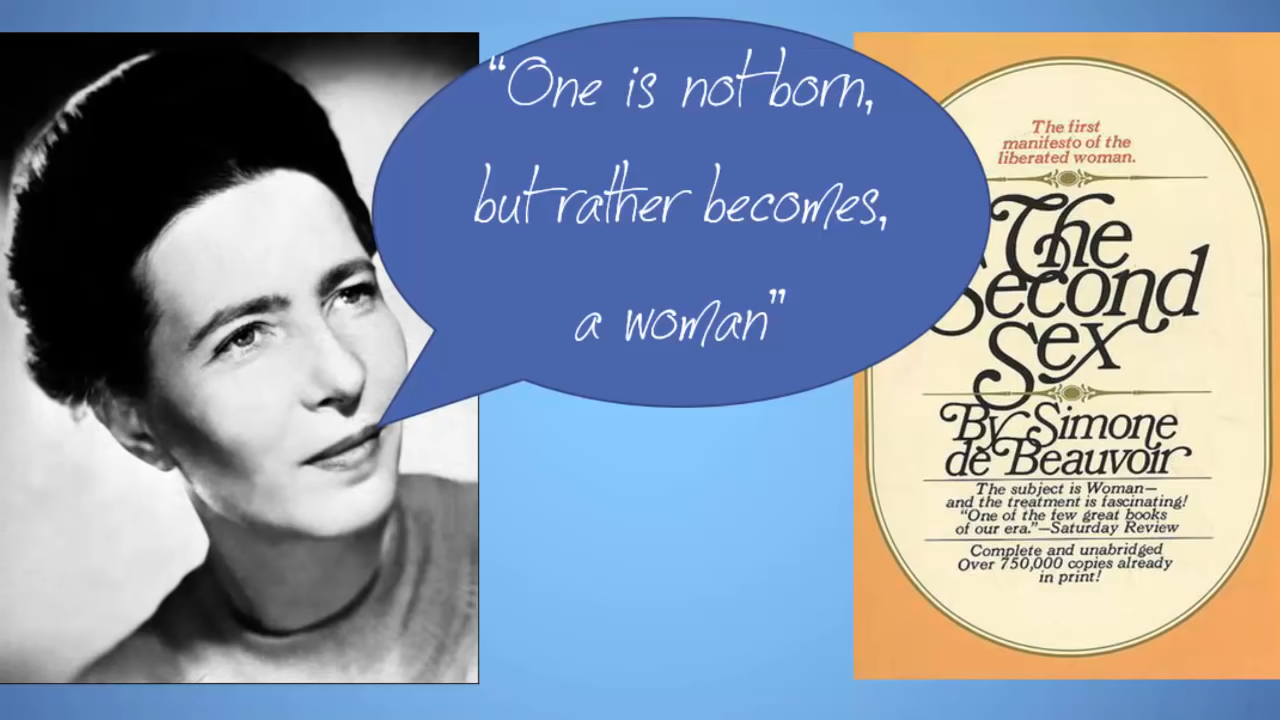 “One is not born,
but rather becomes,
a woman”
The first
manifesto of the
liberated woman.
The
Second
Sex
By Simone
de Beauvoir
The subject is Woman—
and the treatment is fascinating!
“One of the few great books
of our era.”—Saturday Review
Complete and unabridged
Over 750,000 copies already
in print!